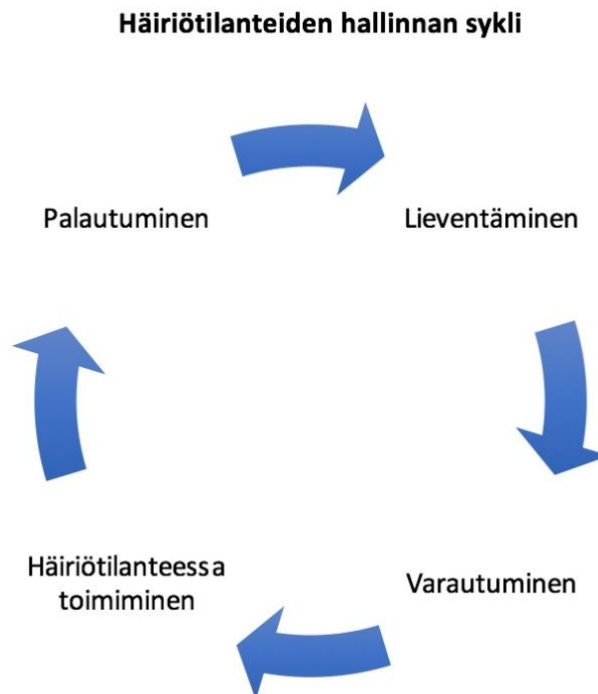 Häiriötilanteiden hallinnan sykli
Palautuminen
Lieventäminen
Häiriötilanteessa
toimiminen
Varautuminen